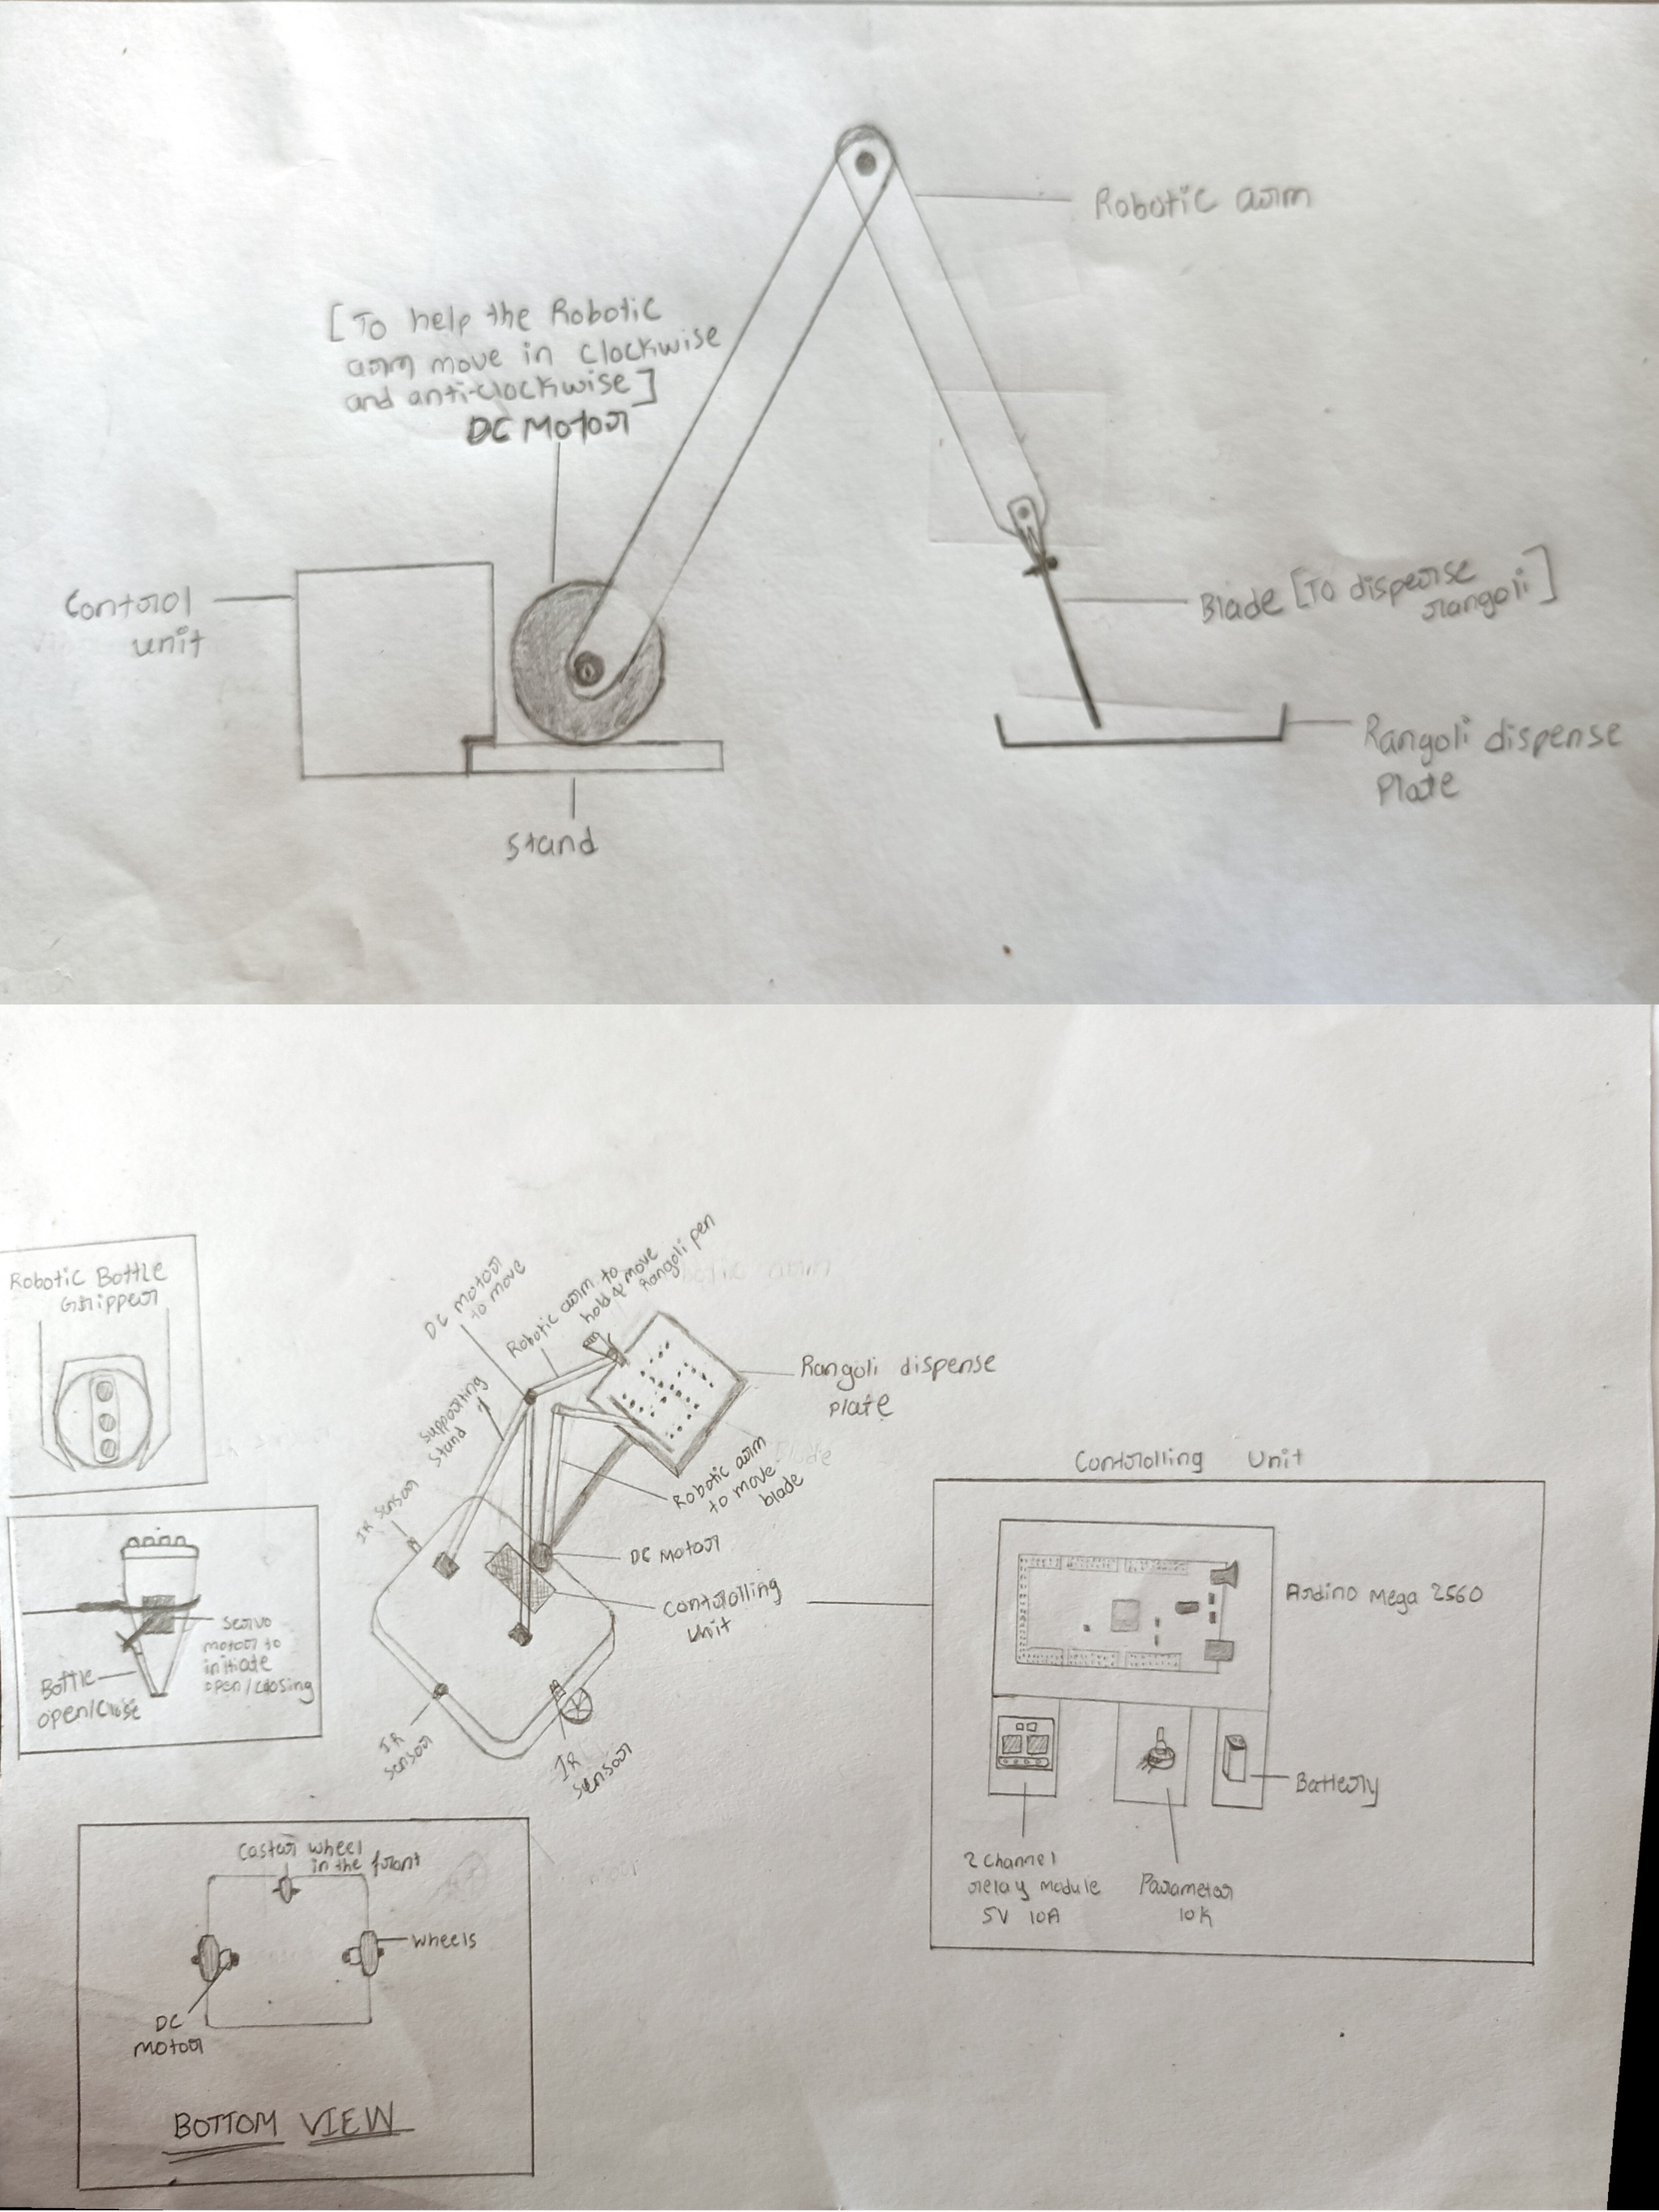 Robotic arm
[To help the Robotic
arm move in clockwise
and anti-clockwise]
DC Motor
Control
unit
Blade [To disperse
rangoli]
Rangoli dispense
Plate
Stand
Robotic Bottle
Gripper
DC motor
to move
Robotic arm to
hold & move
Rangoli pen
Supporting
stand
IR sensor
Rangoli dispense
plate
Robotic arm
to move
blade
DC Motor
Controlling
unit
Servo
motor to
initiate
open/closing
Bottle
open/close
IR
sensor
IR
sensor
Controlling Unit
Ardino Mega 2560
Battery
2 Channel
relay module
5V 10A
Parameter
10K
Castar wheel
in the front
Wheels
DC
Motor
BOTTOM VIEW